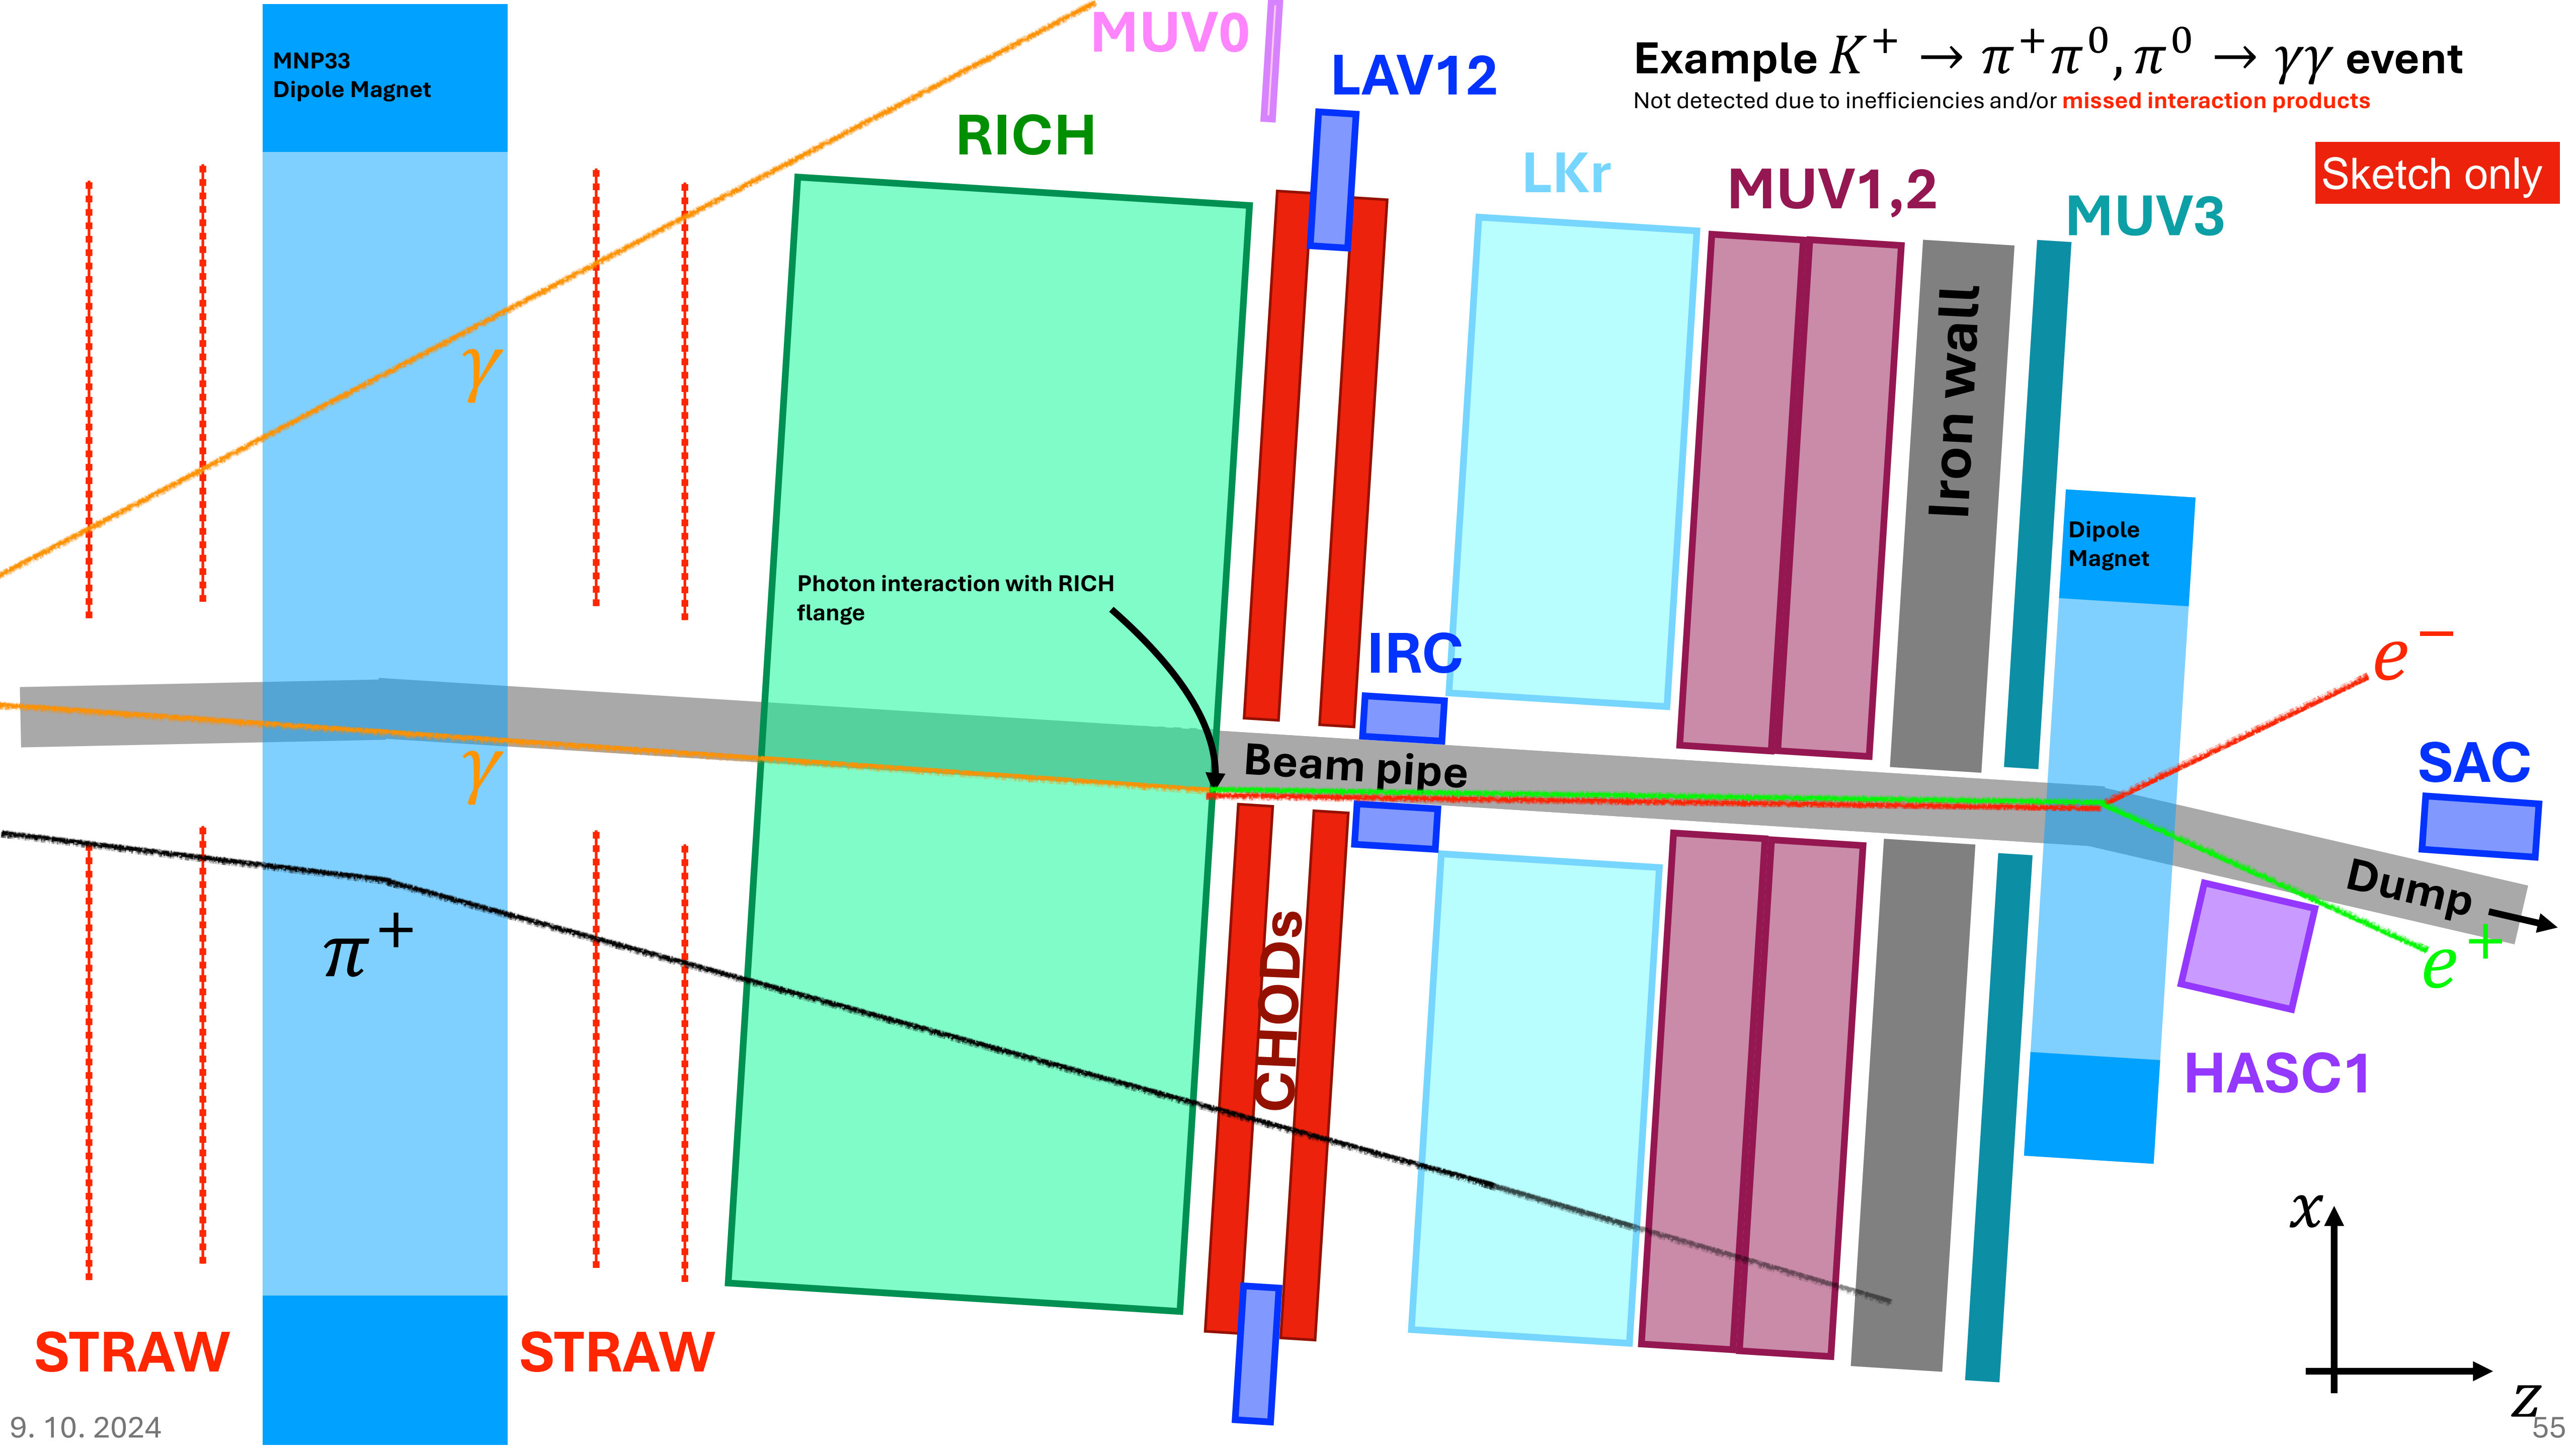 MNP33
Dipole Magnet
MUV0
LAV12
Example K⁺ → π⁺π⁰, π⁰ → γγ event
Not detected due to inefficiencies and/or missed interaction products
Sketch only
RICH
LKr
MUV1,2
MUV3
Iron wall
γ
Dipole
Magnet
Photon interaction with RICH
flange
IRC
e⁻
γ
Beam pipe
SAC
Dump
π⁺
CHODs
e⁺
HASC1
x
STRAW
STRAW
z
9. 10. 2024
55